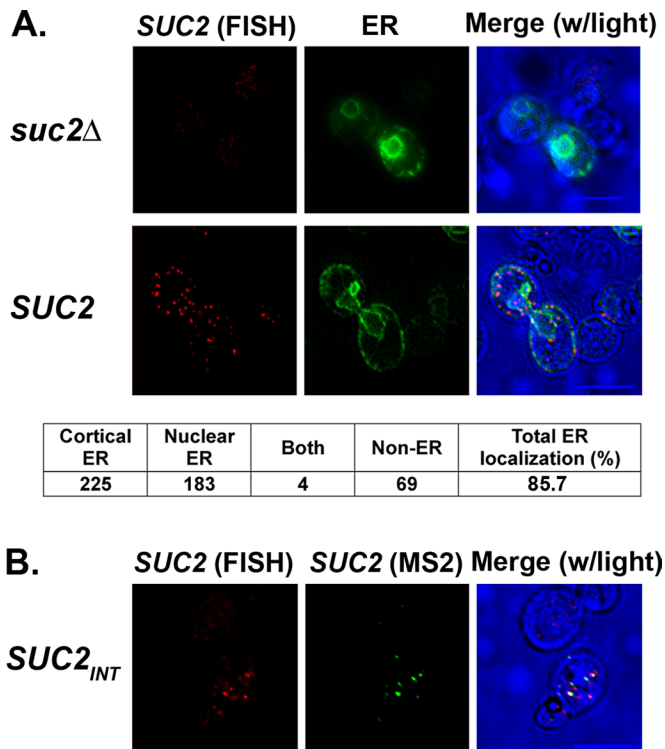 A.
SUC2 (FISH) ER Merge (w/light)
suc2Δ
SUC2
Cortical ER Nuclear ER Both Non-ER Total ER localization (%)
225 183 4 69 85.7
B.
SUC2 (FISH) SUC2 (MS2) Merge (w/light)
SUC2INT